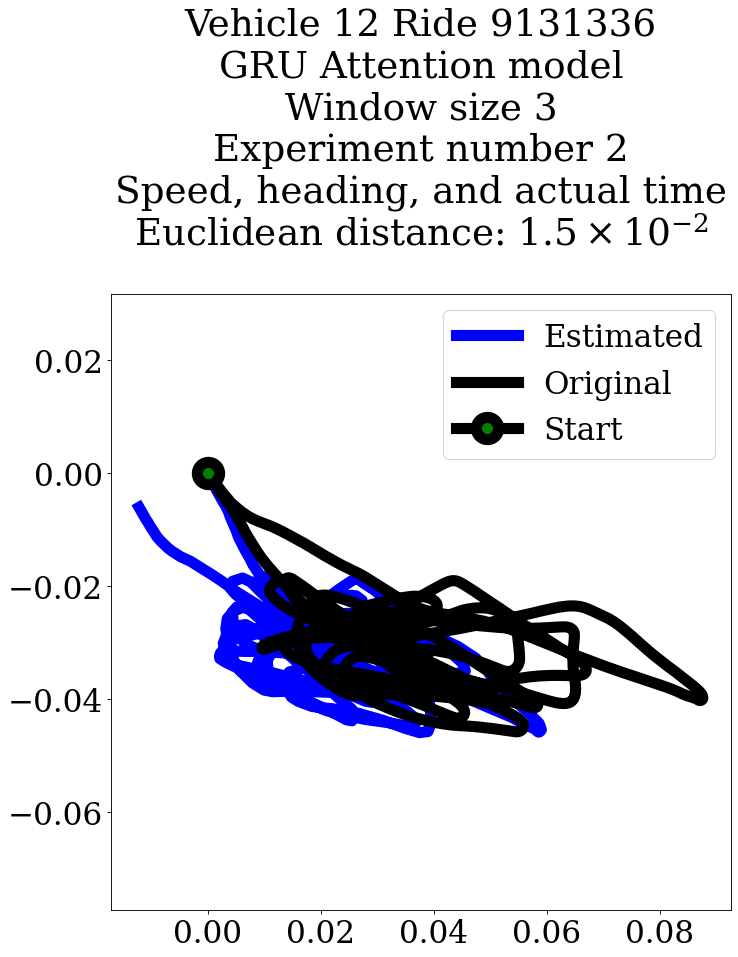 Vehicle 12 Ride 9131336
GRU Attention model
Window size 3
Experiment number 2
Speed, heading, and actual time
Euclidean distance: 1.5 × 10⁻²
Estimated
Original
Start
0.02
0.00
−0.02
−0.04
−0.06
0.00 0.02 0.04 0.06 0.08